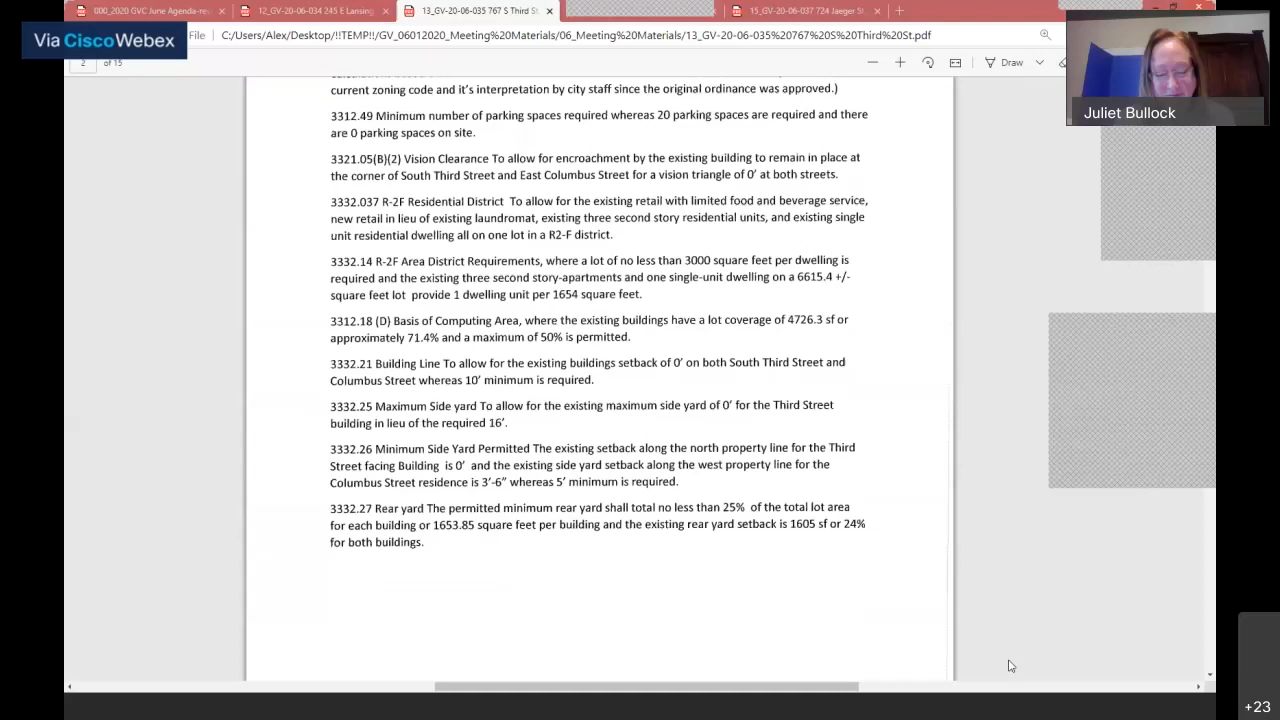 000_2020 GVC June Agenda-re
12_GV-20-06-034 245 E Lansing
13_GV-20-06-035 767 S Third St
15_GV-20-06-037 724 Jaeger S
Via CiscoWebex
File
C:/Users/Alex/Desktop/!!TEMP!!/GV_06012020_Meeting%20Materials/06_Meeting%20Materials/13_GV-20-06-035%20767%20S%20Third%20St.pdf
2 of 15
Draw
Juliet Bullock
current zoning code and it's interpretation by city staff since the original ordinance was approved.)
3312.49 Minimum number of parking spaces required whereas 20 parking spaces are required and there
are 0 parking spaces on site.
3321.05(B)(2) Vision Clearance To allow for encroachment by the existing building to remain in place at
the corner of South Third Street and East Columbus Street for a vision triangle of 0' at both streets.
3332.037 R-2F Residential District To allow for the existing retail with limited food and beverage service,
new retail in lieu of existing laundromat, existing three second story residential units, and existing single
unit residential dwelling all on one lot in a R2-F district.
3332.14 R-2F Area District Requirements, where a lot of no less than 3000 square feet per dwelling is
required and the existing three second story-apartments and one single-unit dwelling on a 6615.4 +/-
square feet lot provide 1 dwelling unit per 1654 square feet.
3312.18 (D) Basis of Computing Area, where the existing buildings have a lot coverage of 4726.3 sf or
approximately 71.4% and a maximum of 50% is permitted.
3332.21 Building Line To allow for the existing buildings setback of 0' on both South Third Street and
Columbus Street whereas 10' minimum is required.
3332.25 Maximum Side yard To allow for the existing maximum side yard of 0' for the Third Street
building in lieu of the required 16'.
3332.26 Minimum Side Yard Permitted The existing setback along the north property line for the Third
Street facing Building is 0' and the existing side yard setback along the west property line for the
Columbus Street residence is 3'-6" whereas 5' minimum is required.
3332.27 Rear yard The permitted minimum rear yard shall total no less than 25% of the total lot area
for each building or 1653.85 square feet per building and the existing rear yard setback is 1605 sf or 24%
for both buildings.
+23